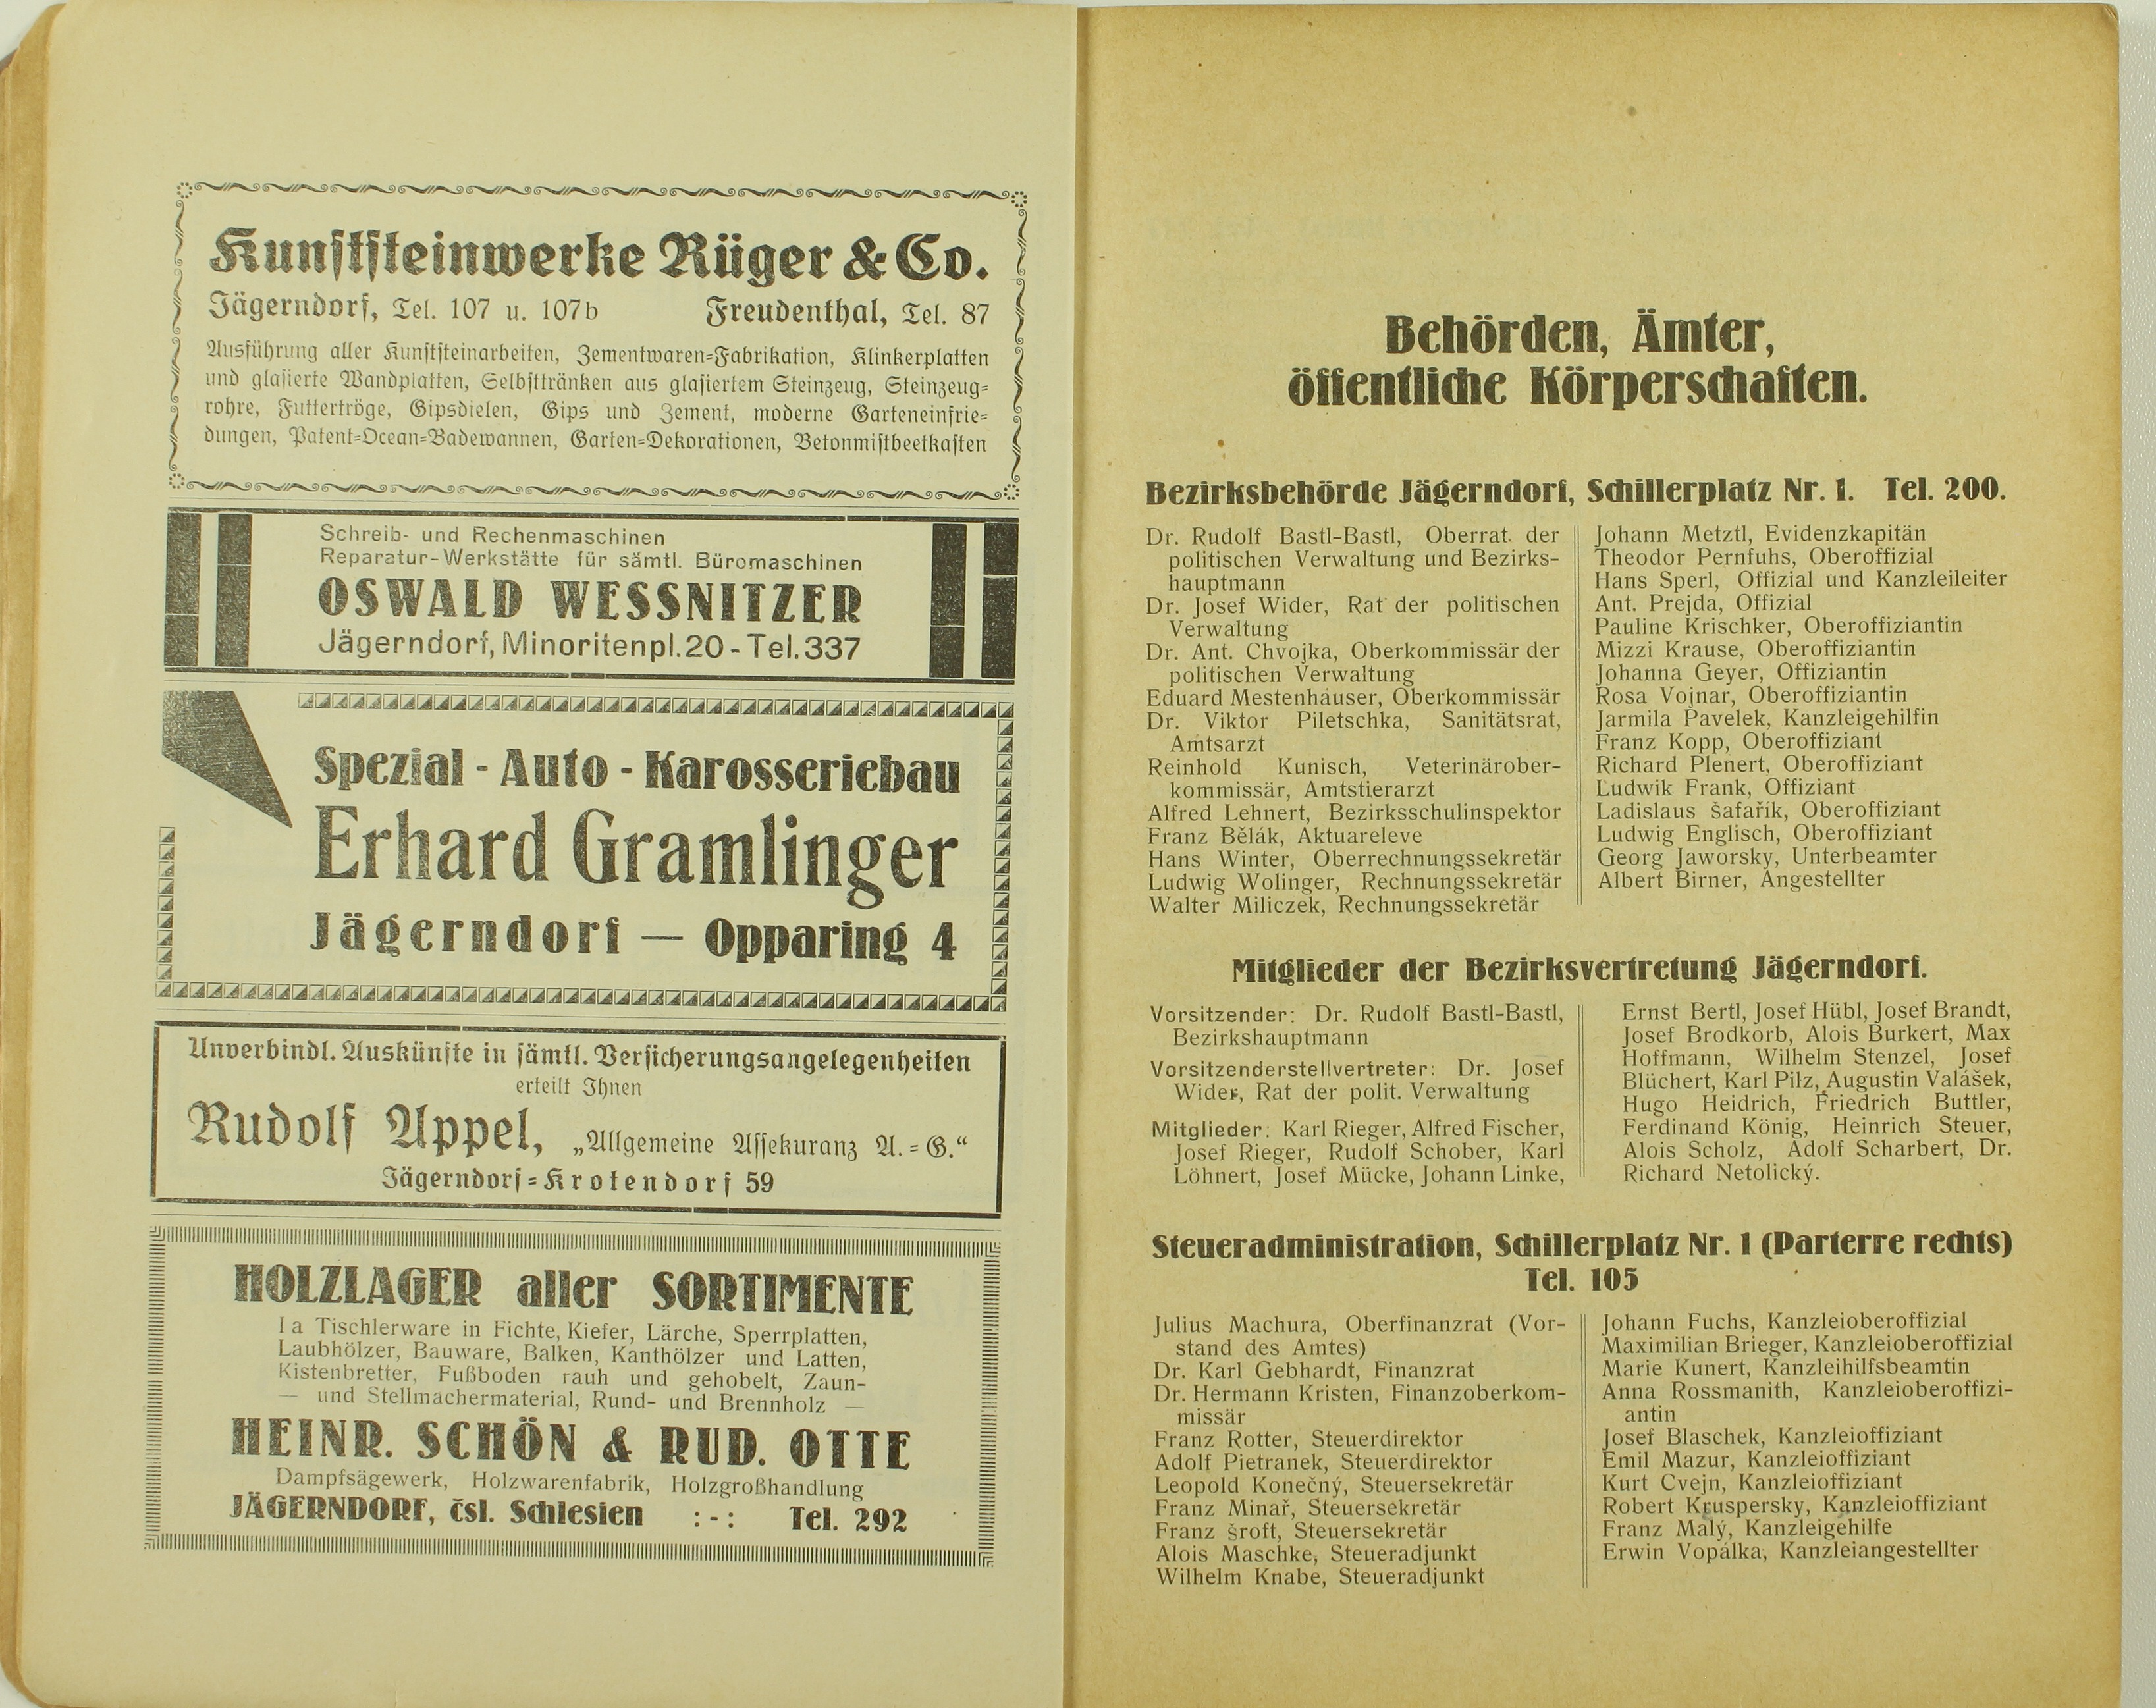 Kunststeinwerke Rüger & Co.
Jägerndorf, Tel. 107 u. 107b Freudenthal, Tel. 87
Ausführung aller Kunststeinarbeiten, Zementwaren-Fabrikation, Klinkerplatten
und glasierte Wandplatten, Selbsttränken aus glasiertem Steinzeug, Steinzeug-
rohre, Futtertröge, Gipsdielen, Gips und Zement, moderne Garteneinfrie-
dungen, Patent-Ocean-Badewannen, Garten-Dekorationen, Betonmistbeetkasten
Schreib- und Rechenmaschinen
Reparatur-Werkstätte für sämtl. Büromaschinen
OSWALD WESSNITZER
Jägerndorf, Minoritenpl. 20 - Tel. 337
Spezial - Auto - Karosseriebau
Erhard Gramlinger
Jägerndorf — Opparing 4
Unverbindl. Auskünfte in sämtl. Versicherungsangelegenheiten
erteilt Ihnen
Rudolf Appel, „Allgemeine Assekuranz A.-G.“
Jägerndorf-Krotendorf 59
HOLZLAGER aller SORTIMENTE
Ia Tischlerware in Fichte, Kiefer, Lärche, Sperrplatten,
Laubhölzer, Bauware, Balken, Kanthölzer und Latten,
Kistenbretter, Fußboden rauh und gehobelt, Zaun-
— und Stellmachermaterial, Rund- und Brennholz —
HEINR. SCHÖN & RUD. OTTE
Dampfsägewerk, Holzwarenfabrik, Holzgroßhandlung
JÄGERNDORF, čsl. Schlesien :-: Tel. 292
Behörden, Ämter,
öffentliche Körperschaften.
Bezirksbehörde Jägerndorf, Schillerplatz Nr. 1. Tel. 200.
Dr. Rudolf Bastl-Bastl, Oberrat der
politischen Verwaltung und Bezirks-
hauptmann
Dr. Josef Wider, Rat der politischen
Verwaltung
Dr. Ant. Chvojka, Oberkommissär der
politischen Verwaltung
Eduard Mestenhauser, Oberkommissär
Dr. Viktor Piletschka, Sanitätsrat,
Amtsarzt
Reinhold Kunisch, Veterinärober-
kommissär, Amtstierarzt
Alfred Lehnert, Bezirksschulinspektor
Franz Bělák, Aktuareleve
Hans Winter, Oberrechnungssekretär
Ludwig Wolinger, Rechnungssekretär
Walter Miliczek, Rechnungssekretär
Johann Metztl, Evidenzkapitän
Theodor Pernfuhs, Oberoffizial
Hans Sperl, Offizial und Kanzleileiter
Ant. Prejda, Offizial
Pauline Krischker, Oberoffiziantin
Mizzi Krause, Oberoffiziantin
Johanna Geyer, Offiziantin
Rosa Vojnar, Oberoffiziantin
Jarmila Pavelek, Kanzleigehilfin
Franz Kopp, Oberoffiziant
Richard Plenert, Oberoffiziant
Ludwik Frank, Offiziant
Ladislaus šafařík, Oberoffiziant
Ludwig Englisch, Oberoffiziant
Georg Jaworsky, Unterbeamter
Albert Birner, Angestellter
Mitglieder der Bezirksvertretung Jägerndorf.
Vorsitzender: Dr. Rudolf Bastl-Bastl,
Bezirkshauptmann
Vorsitzenderstellvertreter: Dr. Josef
Wider, Rat der polit. Verwaltung
Mitglieder: Karl Rieger, Alfred Fischer,
Josef Rieger, Rudolf Schober, Karl
Löhnert, Josef Mücke, Johann Linke,
Ernst Bertl, Josef Hübl, Josef Brandt,
Josef Brodkorb, Alois Burkert, Max
Hoffmann, Wilhelm Stenzel, Josef
Blüchert, Karl Pilz, Augustin Valášek,
Hugo Heidrich, Friedrich Buttler,
Ferdinand König, Heinrich Steuer,
Alois Scholz, Adolf Scharbert, Dr.
Richard Netolický.
Steueradministration, Schillerplatz Nr. 1 (Parterre rechts)
Tel. 105
Julius Machura, Oberfinanzrat (Vor-
stand des Amtes)
Dr. Karl Gebhardt, Finanzrat
Dr. Hermann Kristen, Finanzoberkom-
missär
Franz Rotter, Steuerdirektor
Adolf Pietranek, Steuerdirektor
Leopold Konečný, Steuersekretär
Franz Minař, Steuersekretär
Franz šroft, Steuersekretär
Alois Maschke, Steueradjunkt
Wilhelm Knabe, Steueradjunkt
Johann Fuchs, Kanzleioberoffizial
Maximilian Brieger, Kanzleioberoffizial
Marie Kunert, Kanzleihilfsbeamtin
Anna Rossmanith, Kanzleioberoffizi-
antin
Josef Blaschek, Kanzleioffiziant
Emil Mazur, Kanzleioffiziant
Kurt Cvejn, Kanzleioffiziant
Robert Kruspersky, Kanzleioffiziant
Franz Malý, Kanzleigehilfe
Erwin Vopálka, Kanzleiangestellter